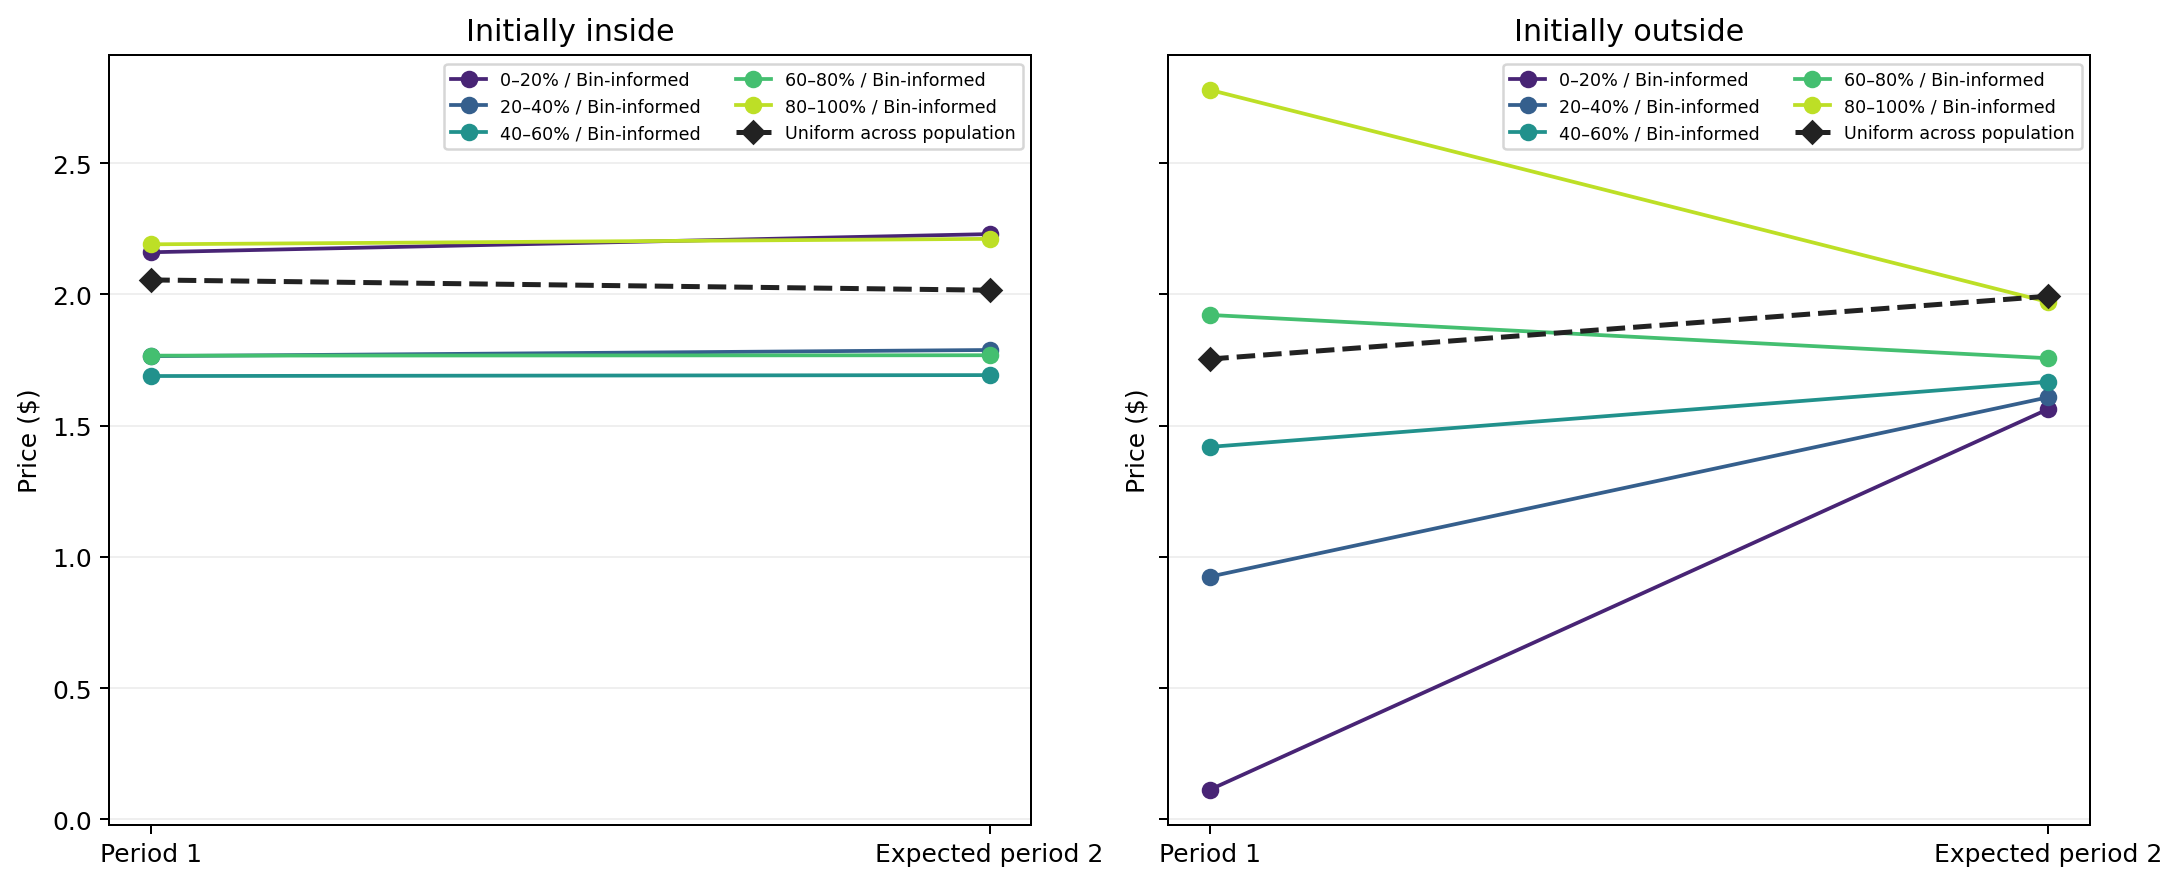 Initially inside
0–20% / Bin-informed
20–40% / Bin-informed
40–60% / Bin-informed
60–80% / Bin-informed
80–100% / Bin-informed
Uniform across population
Price ($)
2.5
2.0
1.5
1.0
0.5
0.0
Period 1
Expected period 2
Initially outside
0–20% / Bin-informed
20–40% / Bin-informed
40–60% / Bin-informed
60–80% / Bin-informed
80–100% / Bin-informed
Uniform across population
Price ($)
Period 1
Expected period 2